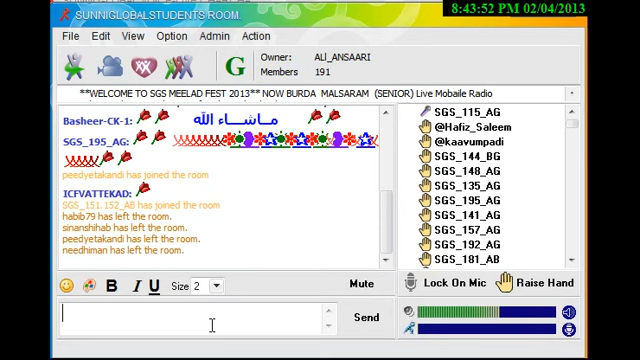 8:43:52 PM 02/04/2013
SUNNIGLOBALSTUDENTS ROOM
File Edit View Option Admin Action
Owner: ALI_ANSAARI
Members 191
**WELCOME TO SGS MEELAD FEST 2013** NOW BURDA MALSARAM (SENIOR) Live Mobaile Radio
Basheer-CK-1: مـاشــاء الله
SGS_195_AG:
peedyetakandi has joined the room
ICFVATTEKAD:
SGS_151.152_AB has joined the room
habib79 has left the room.
sinanshihab has left the room.
peedyetakandi has left the room.
needhiman has left the room.
SGS_115_AG
@Hafiz_Saleem
@kaavumpadi
SGS_144_BG
SGS_148_AG
SGS_135_AG
SGS_195_AG
SGS_141_AG
SGS_157_AG
SGS_192_AG
SGS_181_AB
B I U Size 2 Mute
Lock On Mic Raise Hand
Send